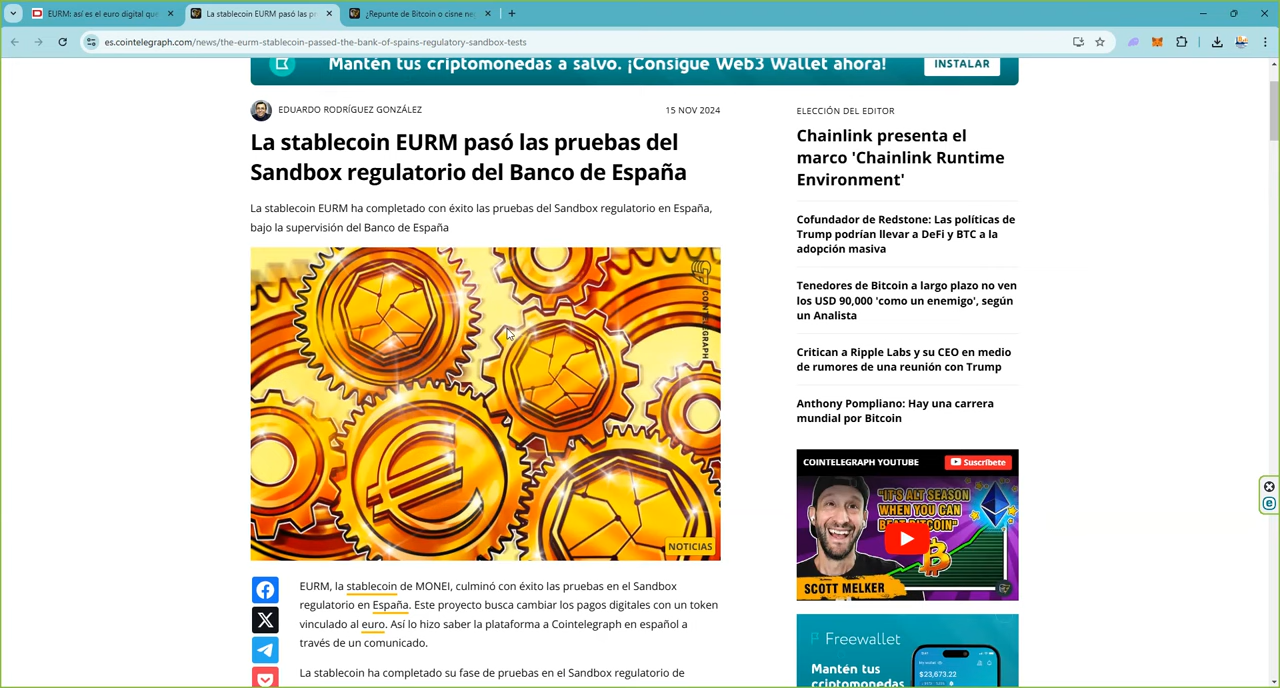 EURM: así es el euro digital que
La stablecoin EURM pasó las pr
¿Repunte de Bitcoin o cisne ne
es.cointelegraph.com/news/the-eurm-stablecoin-passed-the-bank-of-spains-regulatory-sandbox-tests
Mantén tus criptomonedas a salvo. ¡Consigue Web3 Wallet ahora!
INSTALAR
EDUARDO RODRÍGUEZ GONZÁLEZ
15 NOV 2024
La stablecoin EURM pasó las pruebas del
Sandbox regulatorio del Banco de España
La stablecoin EURM ha completado con éxito las pruebas del Sandbox regulatorio en España,
bajo la supervisión del Banco de España
COINTELEGRAPH
NOTICIAS
EURM, la stablecoin de MONEI, culminó con éxito las pruebas en el Sandbox
regulatorio en España. Este proyecto busca cambiar los pagos digitales con un token
vinculado al euro. Así lo hizo saber la plataforma a Cointelegraph en español a
través de un comunicado.
La stablecoin ha completado su fase de pruebas en el Sandbox regulatorio de
ELECCIÓN DEL EDITOR
Chainlink presenta el
marco 'Chainlink Runtime
Environment'
Cofundador de Redstone: Las políticas de
Trump podrían llevar a DeFi y BTC a la
adopción masiva
Tenedores de Bitcoin a largo plazo no ven
los USD 90,000 'como un enemigo', según
un Analista
Critican a Ripple Labs y su CEO en medio
de rumores de una reunión con Trump
Anthony Pompliano: Hay una carrera
mundial por Bitcoin
COINTELEGRAPH YOUTUBE
Suscríbete
"IT'S ALT SEASON
WHEN YOU CAN
BEAT BITCOIN"
SCOTT MELKER
Freewallet
Mantén tus
criptomonedas
$23,673.22